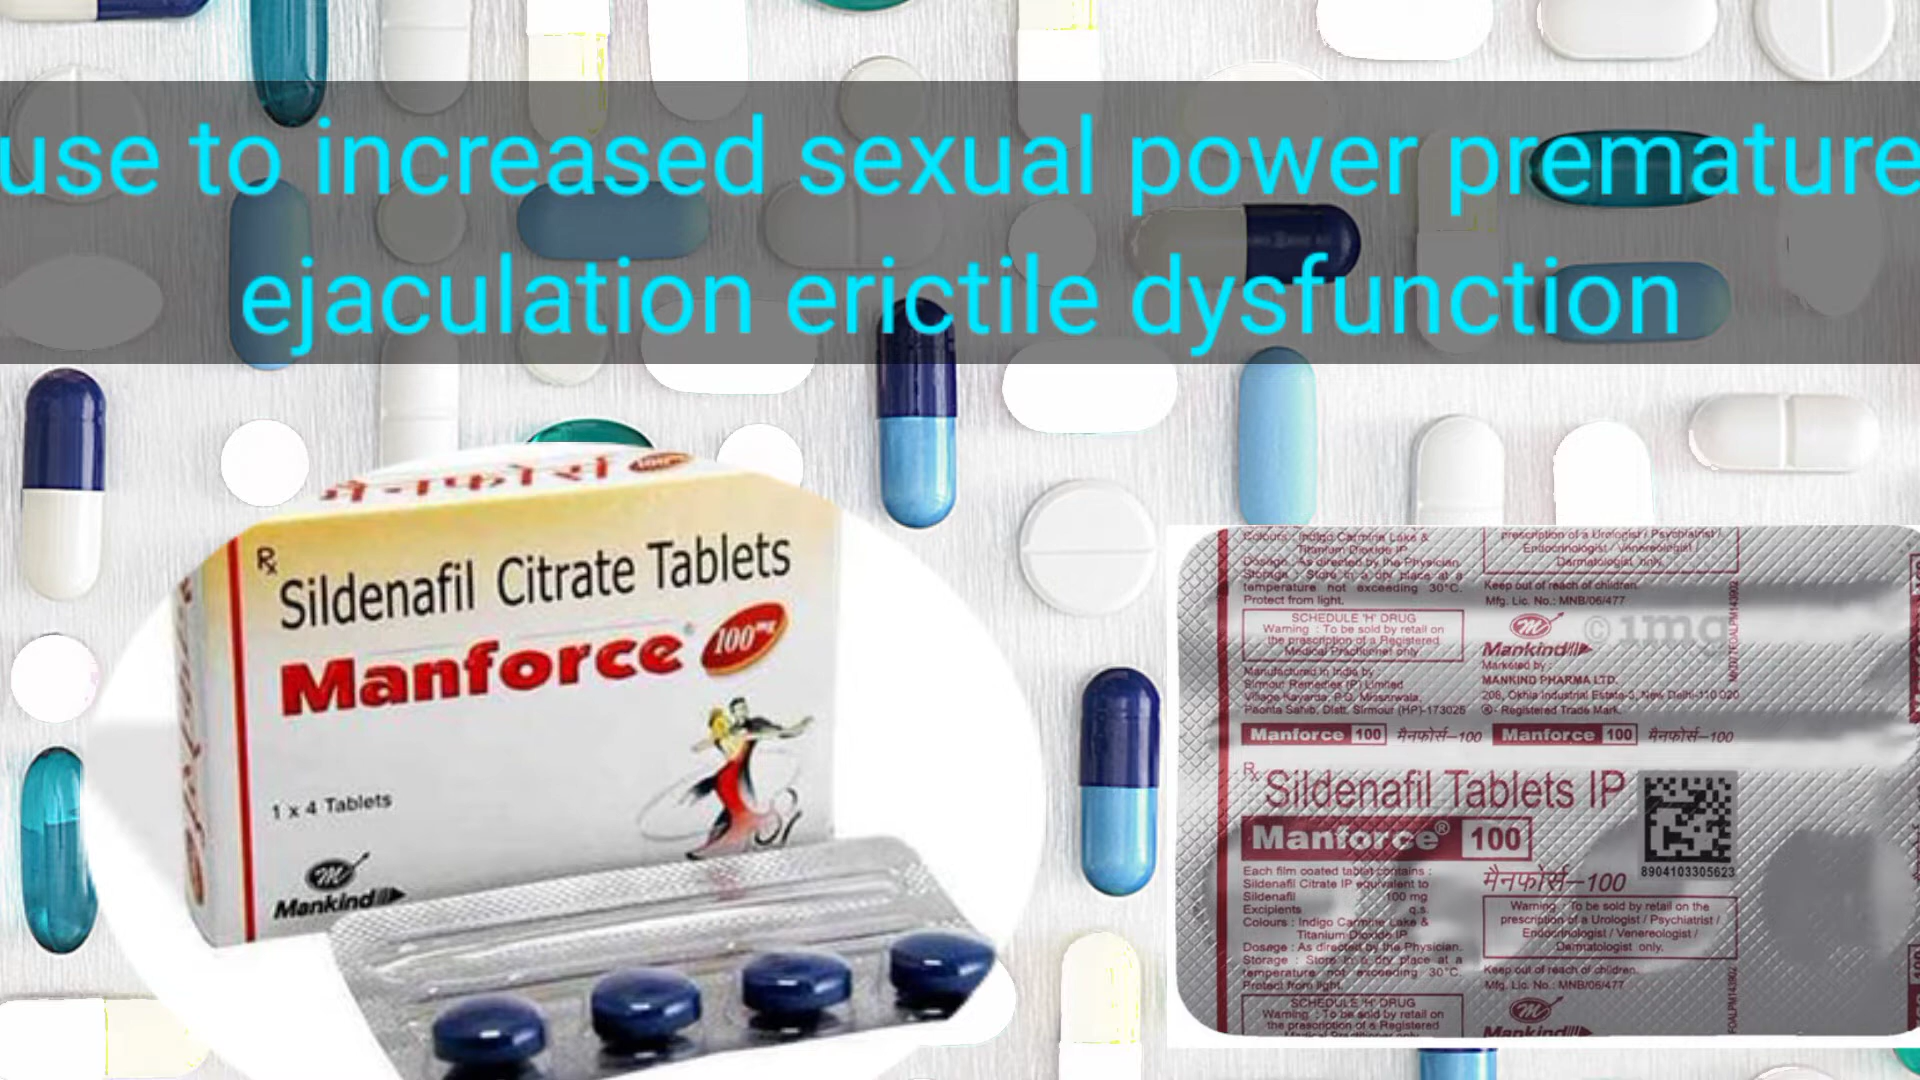 use to increased sexual power premature
ejaculation erictile dysfunction
Rx
Sildenafil Citrate Tablets
Manforce® 100mg
1 x 4 Tablets
Mankind
Colours : Indigo Carmine Lake &
Titanium Dioxide IP
Dosage : As directed by the Physician.
Storage : Store in a dry place at a
temperature not exceeding 30°C.
Protect from light.
SCHEDULE 'H' DRUG
Warning : To be sold by retail on
the prescription of a Registered
Medical Practitioner only.
Manufactured in India by :
Sirmour Remedies (P) Limited
Village Kayarda, P.O. Misserwala,
Paonta Sahib, Distt. Sirmour (HP)-173025
prescription of a Urologist / Psychiatrist /
Endocrinologist / Venereologist /
Dermatologist only.
Keep out of reach of children.
Mfg. Lic. No.: MNB/06/477
1mg
Mankind
Marketed by :
MANKIND PHARMA LTD.
208, Okhla Industrial Estate-3, New Delhi-110 020
®- Registered Trade Mark.
Manforce 100 मैनफोर्स–100 Manforce 100 मैनफोर्स–100
Rx
Sildenafil Tablets IP
Manforce® 100
8904103305623
Each film coated tablet contains :
Sildenafil Citrate IP equivalent to
Sildenafil 100 mg
Excipients q.s.
Colours : Indigo Carmine Lake &
Titanium Dioxide IP
Dosage : As directed by the Physician.
Storage : Store in a dry place at a
temperature not exceeding 30°C.
Protect from light.
SCHEDULE 'H' DRUG
Warning : To be sold by retail on
the prescription of a Registered
Medical Practitioner only.
मैनफोर्स–100
Warning : To be sold by retail on the
prescription of a Urologist / Psychiatrist /
Endocrinologist / Venereologist /
Dermatologist only.
Keep out of reach of children.
Mfg. Lic. No.: MNB/06/477
Mankind